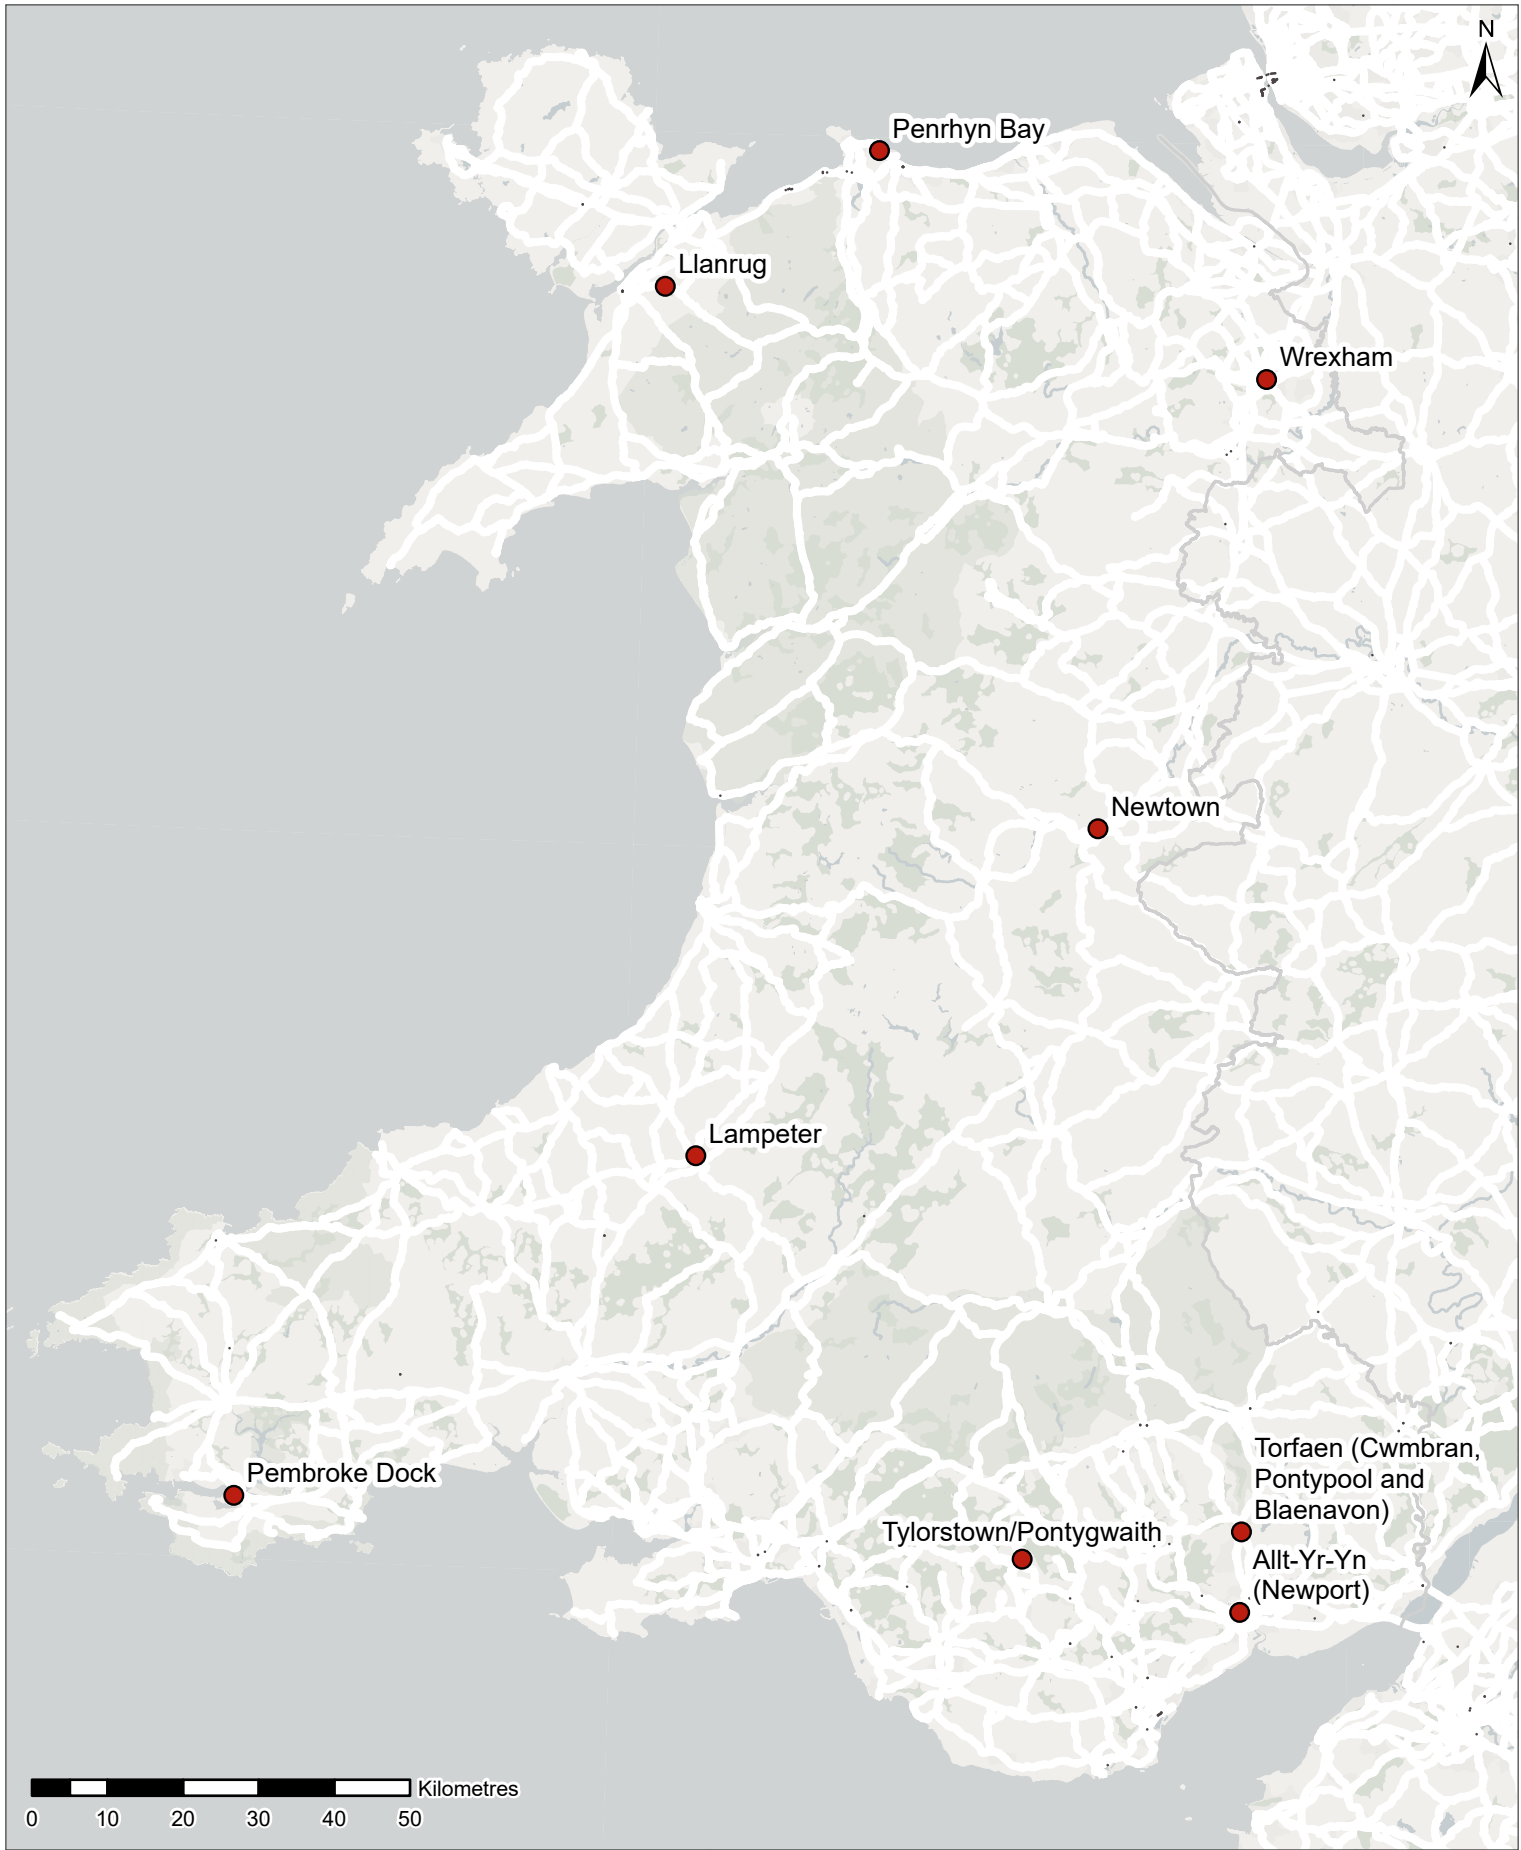 N
Penrhyn Bay
Llanrug
Wrexham
Newtown
Lampeter
Torfaen (Cwmbran,
Pontypool and
Blaenavon)
Pembroke Dock
Tylorstown/Pontygwaith
Allt-Yr-Yn
(Newport)
Kilometres
0 10 20 30 40 50